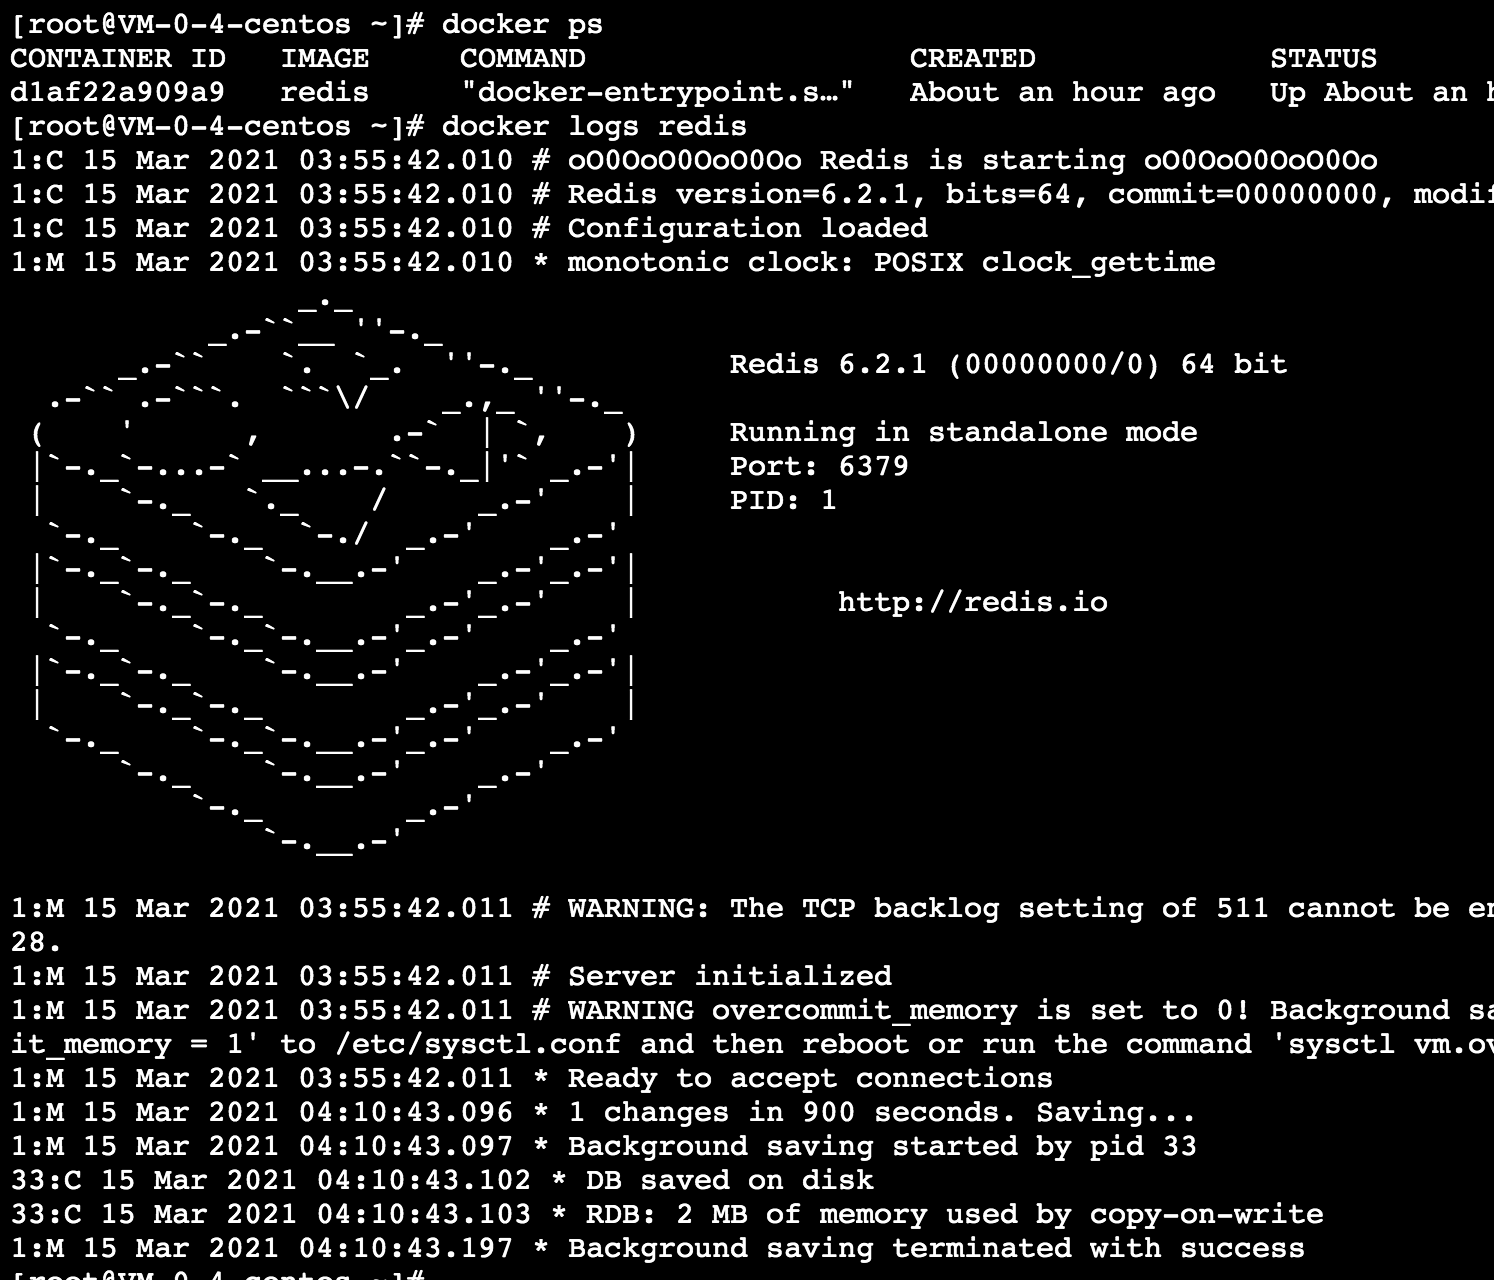 [root@VM-0-4-centos ~]# docker ps
CONTAINER ID   IMAGE     COMMAND                  CREATED             STATUS
d1af22a909a9   redis     "docker-entrypoint.s…"   About an hour ago   Up About an h
[root@VM-0-4-centos ~]# docker logs redis
1:C 15 Mar 2021 03:55:42.010 # oO0OoO0OoO0Oo Redis is starting oO0OoO0OoO0Oo
1:C 15 Mar 2021 03:55:42.010 # Redis version=6.2.1, bits=64, commit=00000000, modif
1:C 15 Mar 2021 03:55:42.010 # Configuration loaded
1:M 15 Mar 2021 03:55:42.010 * monotonic clock: POSIX clock_gettime
Redis 6.2.1 (00000000/0) 64 bit
Running in standalone mode
Port: 6379
PID: 1
http://redis.io
1:M 15 Mar 2021 03:55:42.011 # WARNING: The TCP backlog setting of 511 cannot be en
28.
1:M 15 Mar 2021 03:55:42.011 # Server initialized
1:M 15 Mar 2021 03:55:42.011 # WARNING overcommit_memory is set to 0! Background sa
it_memory = 1' to /etc/sysctl.conf and then reboot or run the command 'sysctl vm.ov
1:M 15 Mar 2021 03:55:42.011 * Ready to accept connections
1:M 15 Mar 2021 04:10:43.096 * 1 changes in 900 seconds. Saving...
1:M 15 Mar 2021 04:10:43.097 * Background saving started by pid 33
33:C 15 Mar 2021 04:10:43.102 * DB saved on disk
33:C 15 Mar 2021 04:10:43.103 * RDB: 2 MB of memory used by copy-on-write
1:M 15 Mar 2021 04:10:43.197 * Background saving terminated with success
[root@VM-0-4-centos ~]#